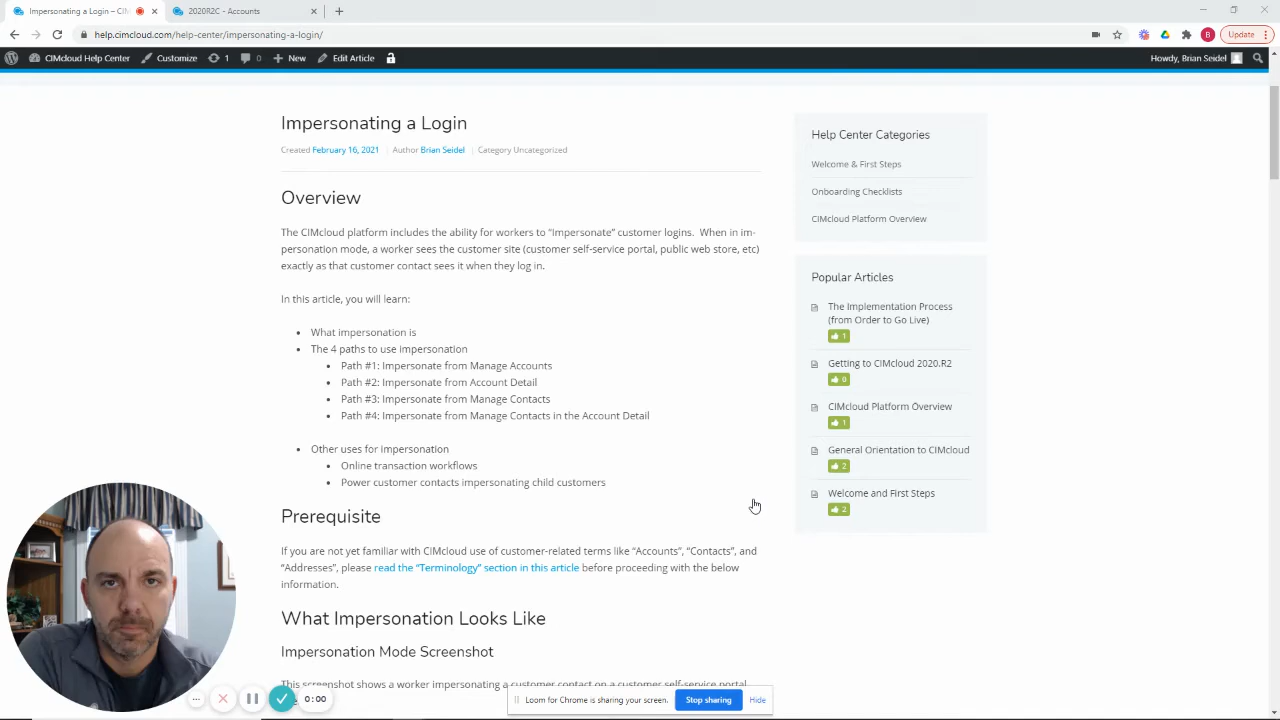 Impersonating a Login – CIM
2020R2C - Accounts
help.cimcloud.com/help-center/impersonating-a-login/
B
Update
CIMcloud Help Center
Customize
1
0
New
Edit Article
Howdy, Brian Seidel
Impersonating a Login
Created February 16, 2021
Author Brian Seidel
Category Uncategorized
Overview
The CIMcloud platform includes the ability for workers to “Impersonate” customer logins. When in im-
personation mode, a worker sees the customer site (customer self-service portal, public web store, etc)
exactly as that customer contact sees it when they log in.
In this article, you will learn:
What impersonation is
The 4 paths to use impersonation
Path #1: Impersonate from Manage Accounts
Path #2: Impersonate from Account Detail
Path #3: Impersonate from Manage Contacts
Path #4: Impersonate from Manage Contacts in the Account Detail
Other uses for impersonation
Online transaction workflows
Power customer contacts impersonating child customers
Prerequisite
If you are not yet familiar with CIMcloud use of customer-related terms like “Accounts”, “Contacts”, and
“Addresses”, please read the “Terminology” section in this article before proceeding with the below
information.
What Impersonation Looks Like
Impersonation Mode Screenshot
This screenshot shows a worker impersonating a customer contact on a customer self-service portal.
Help Center Categories
Welcome & First Steps
Onboarding Checklists
CIMcloud Platform Overview
Popular Articles
The Implementation Process
(from Order to Go Live)
1
Getting to CIMcloud 2020.R2
0
CIMcloud Platform Overview
1
General Orientation to CIMcloud
2
Welcome and First Steps
2
0:00
Loom for Chrome is sharing your screen.
Stop sharing
Hide